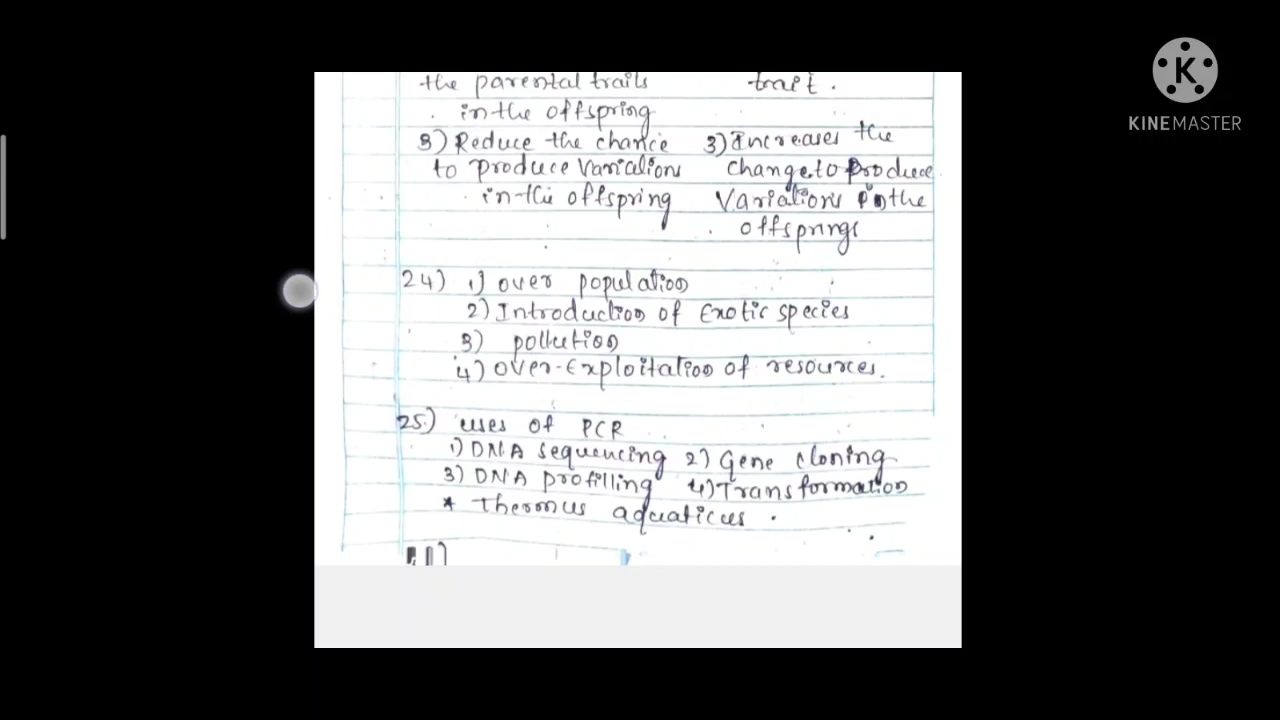 the parental traits trait.
in the offspring
3) Reduce the chance 3) Increases the
to produce variations change to produce
in the offspring variations in the
offsprings
24) 1) over population
2) Introduction of Exotic species
3) pollution
4) Over-Exploitation of resources.
25) uses of PCR
1) DNA sequencing 2) Gene cloning
3) DNA profilling 4) Transformation
* Thermus aquaticus.
K
KINEMASTER